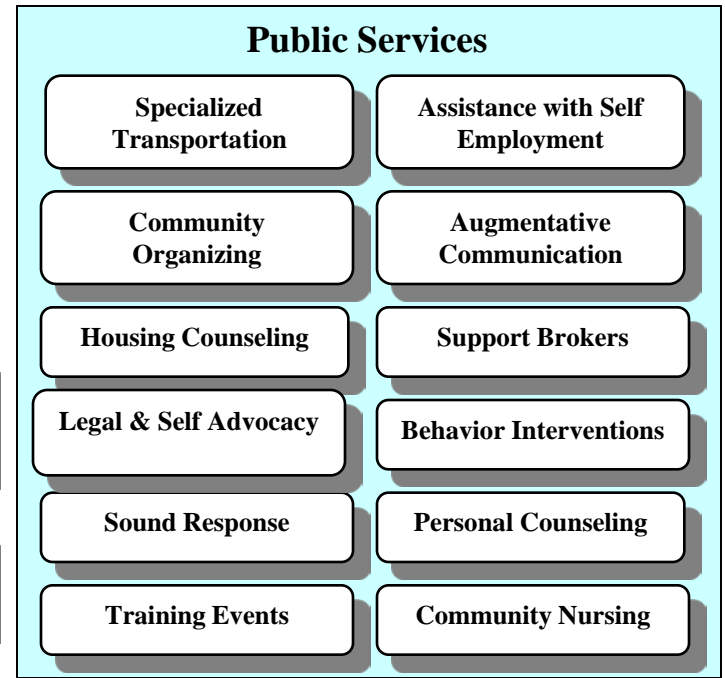 Public Services
Specialized
Transportation
Assistance with Self
Employment
Community
Organizing
Augmentative
Communication
Housing Counseling
Support Brokers
Legal & Self Advocacy
Behavior Interventions
Sound Response
Personal Counseling
Training Events
Community Nursing